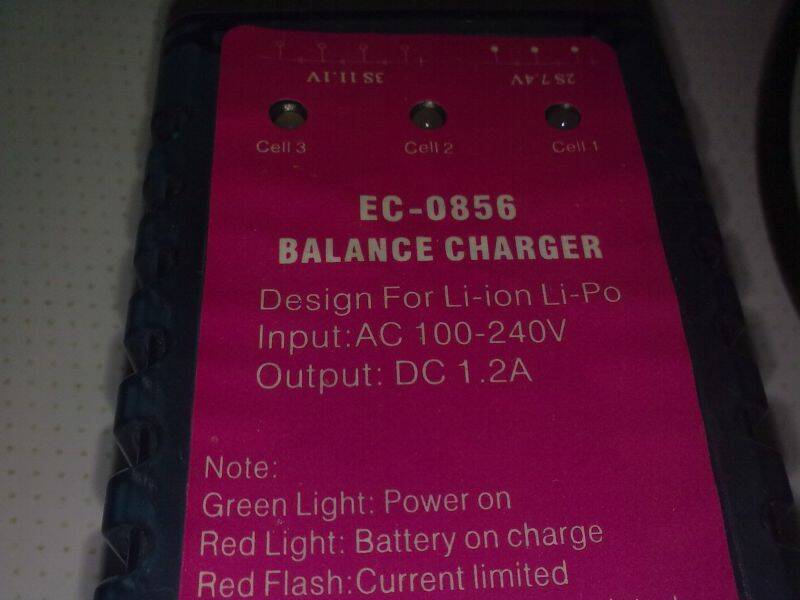 3S 11.1V 2S 7.4V
Cell 3 Cell 2 Cell 1
EC-0856
BALANCE CHARGER
Design For Li-ion Li-Po
Input:AC 100-240V
Output: DC 1.2A
Note:
Green Light: Power on
Red Light: Battery on charge
Red Flash:Current limited